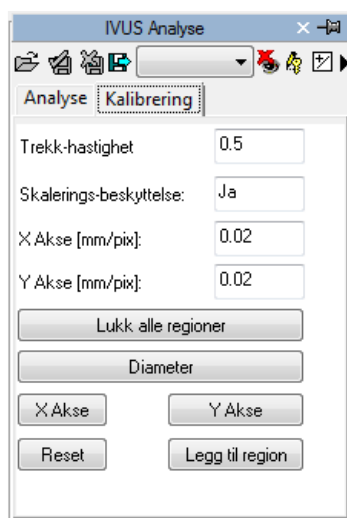 IVUS Analyse
Analyse Kalibrering
Trekk-hastighet 0.5
Skalerings-beskyttelse: Ja
X Akse [mm/pix]: 0.02
Y Akse [mm/pix]: 0.02
Lukk alle regioner
Diameter
X Akse Y Akse
Reset Legg til region